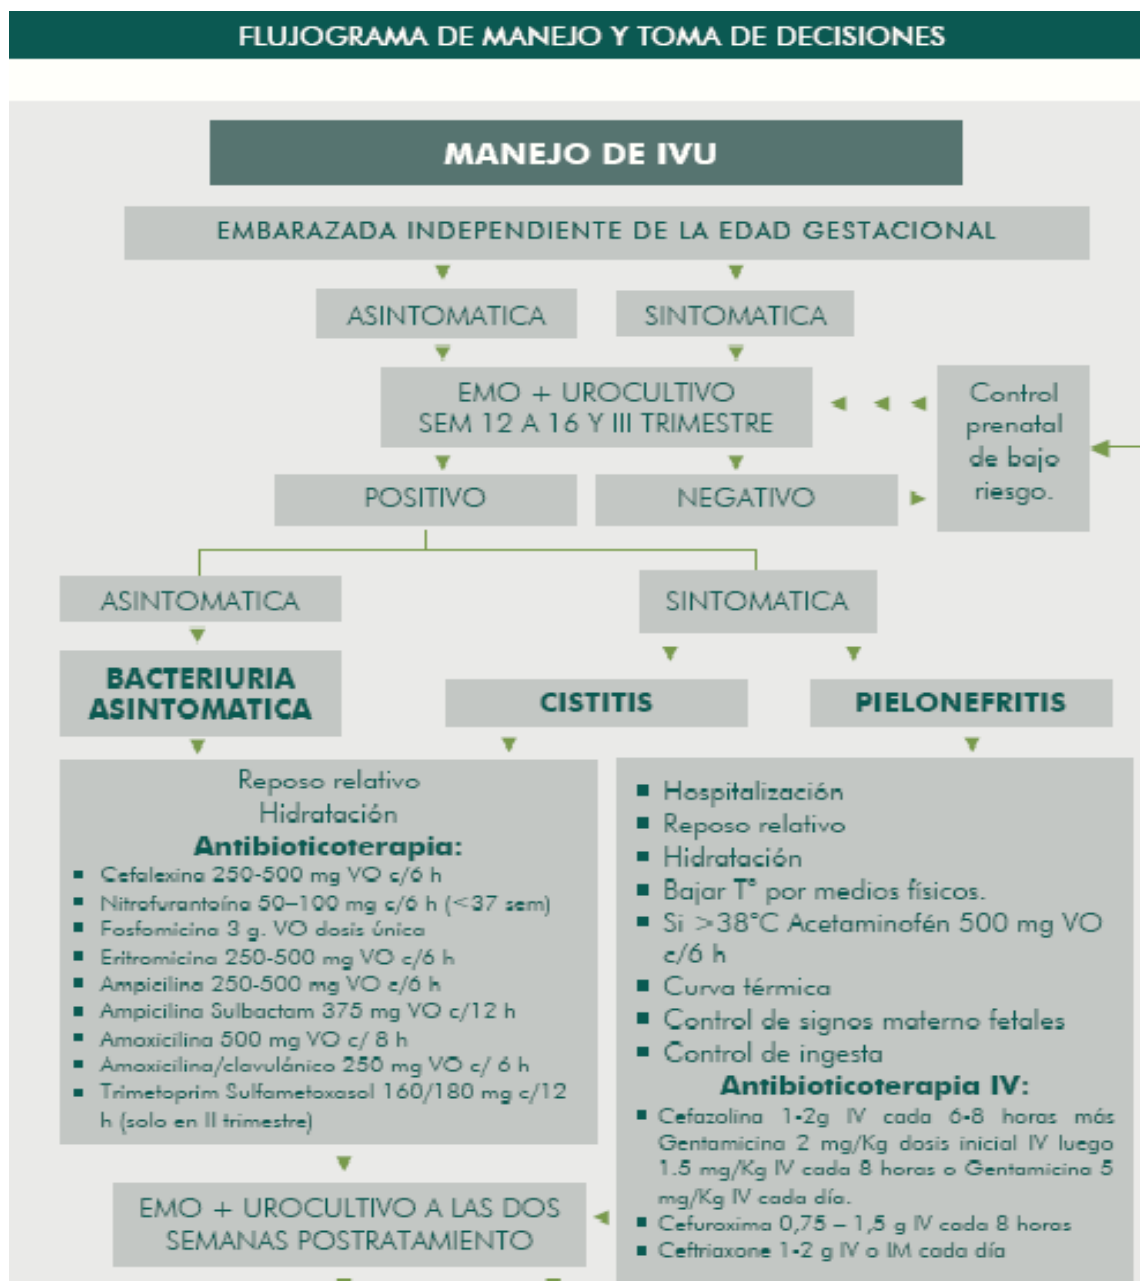 FLUJOGRAMA DE MANEJO Y TOMA DE DECISIONES
MANEJO DE IVU
EMBARAZADA INDEPENDIENTE DE LA EDAD GESTACIONAL
ASINTOMATICA
SINTOMATICA
EMO + UROCULTIVO
SEM 12 A 16 Y III TRIMESTRE
Control
prenatal
de bajo
riesgo.
POSITIVO
NEGATIVO
ASINTOMATICA
SINTOMATICA
BACTERIURIA
ASINTOMATICA
CISTITIS
PIELONEFRITIS
Reposo relativo
Hidratación
Antibioticoterapia:
▪ Cefalexina 250-500 mg VO c/6 h
▪ Nitrofurantoína 50–100 mg c/6 h (<37 sem)
▪ Fosfomicina 3 g. VO dosis única
▪ Eritromicina 250-500 mg VO c/6 h
▪ Ampicilina 250-500 mg VO c/6 h
▪ Ampicilina Sulbactam 375 mg VO c/12 h
▪ Amoxicilina 500 mg VO c/ 8 h
▪ Amoxicilina/clavulánico 250 mg VO c/ 6 h
▪ Trimetoprim Sulfametoxasol 160/180 mg c/12
h (solo en II trimestre)
▪ Hospitalización
▪ Reposo relativo
▪ Hidratación
▪ Bajar Tª por medios físicos.
▪ Si >38°C Acetaminofén 500 mg VO
c/6 h
▪ Curva térmica
▪ Control de signos materno fetales
▪ Control de ingesta
Antibioticoterapia IV:
▪ Cefazolina 1-2g IV cada 6-8 horas más
Gentamicina 2 mg/Kg dosis inicial IV luego
1.5 mg/Kg IV cada 8 horas o Gentamicina 5
mg/Kg IV cada día.
▪ Cefuroxima 0,75 – 1,5 g IV cada 8 horas
▪ Ceftriaxone 1-2 g IV o IM cada día
EMO + UROCULTIVO A LAS DOS
SEMANAS POSTRATAMIENTO